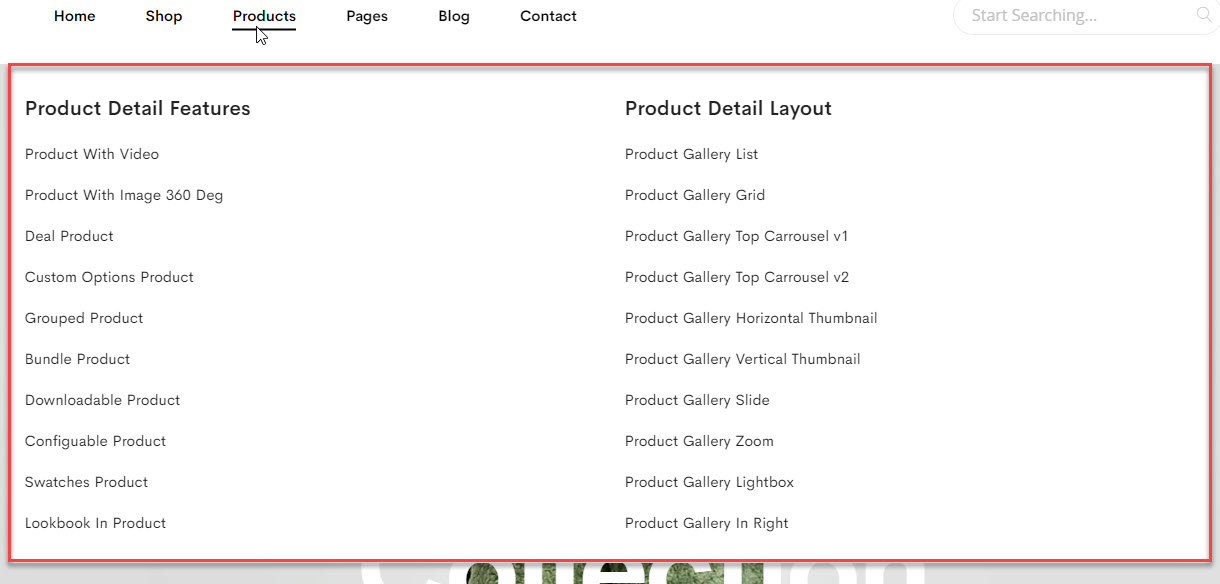 Home Shop Products Pages Blog Contact Start Searching...
Product Detail Features
Product With Video
Product With Image 360 Deg
Deal Product
Custom Options Product
Grouped Product
Bundle Product
Downloadable Product
Configuable Product
Swatches Product
Lookbook In Product
Product Detail Layout
Product Gallery List
Product Gallery Grid
Product Gallery Top Carrousel v1
Product Gallery Top Carrousel v2
Product Gallery Horizontal Thumbnail
Product Gallery Vertical Thumbnail
Product Gallery Slide
Product Gallery Zoom
Product Gallery Lightbox
Product Gallery In Right
Collection